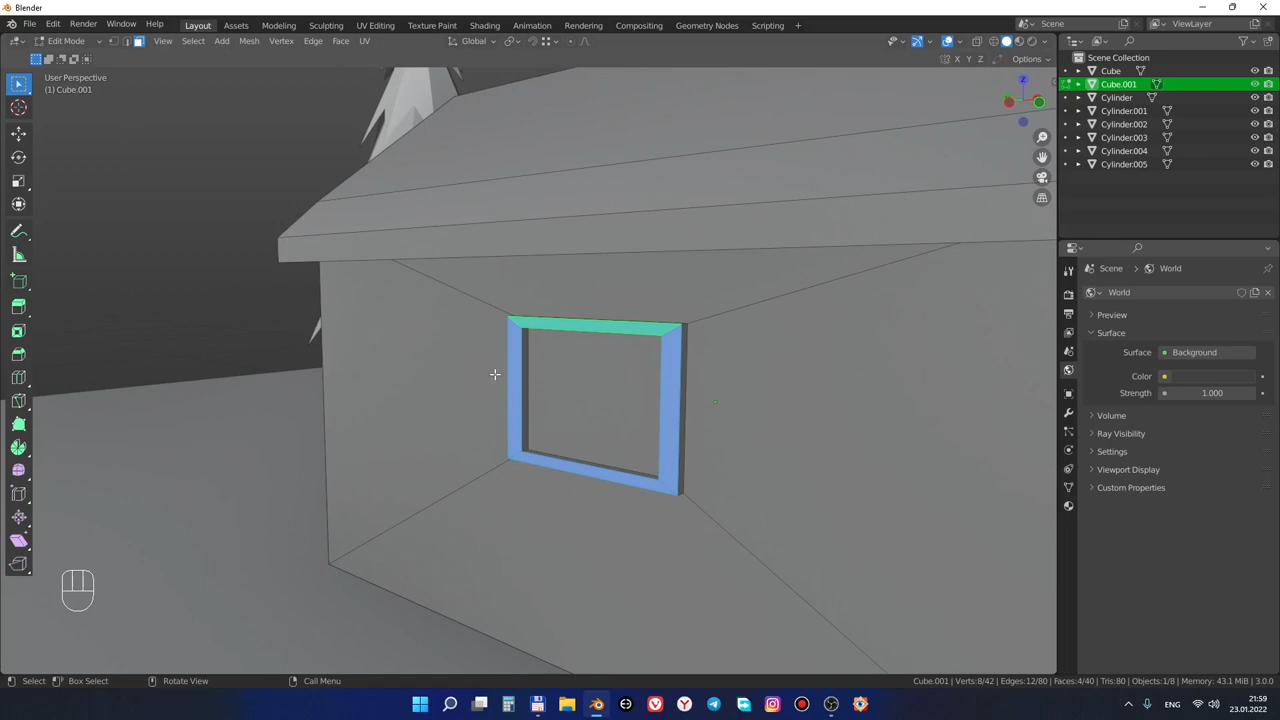 Blender
File Edit Render Window Help Layout Assets Modeling Sculpting UV Editing Texture Paint Shading Animation Rendering Compositing Geometry Nodes Scripting + Scene ViewLayer
Edit Mode View Select Add Mesh Vertex Edge Face UV Global
X Y Z Options
User Perspective
(1) Cube.001
Z
Scene Collection
Cube
Cube.001
Cylinder
Cylinder.001
Cylinder.002
Cylinder.003
Cylinder.004
Cylinder.005
Scene World
World
Preview
Surface
Surface Background
Color
Strength 1.000
Volume
Ray Visibility
Settings
Viewport Display
Custom Properties
Select Box Select Rotate View Call Menu Cube.001 | Verts:8/42 | Edges:12/80 | Faces:4/40 | Tris:80 | Objects:1/8 | Memory: 43.1 MiB | 3.0.0
ENG 21:59
23.01.2022